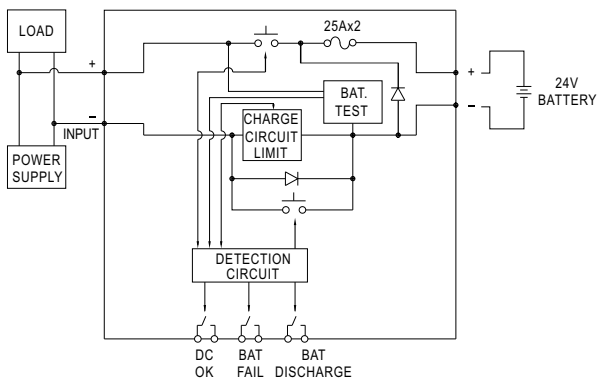 LOAD
25Ax2
+
+
24V
BATTERY
BAT.
TEST
CHARGE
CIRCUIT
LIMIT
−
INPUT
−
POWER
SUPPLY
DETECTION
CIRCUIT
DC
OK
BAT
FAIL
BAT
DISCHARGE